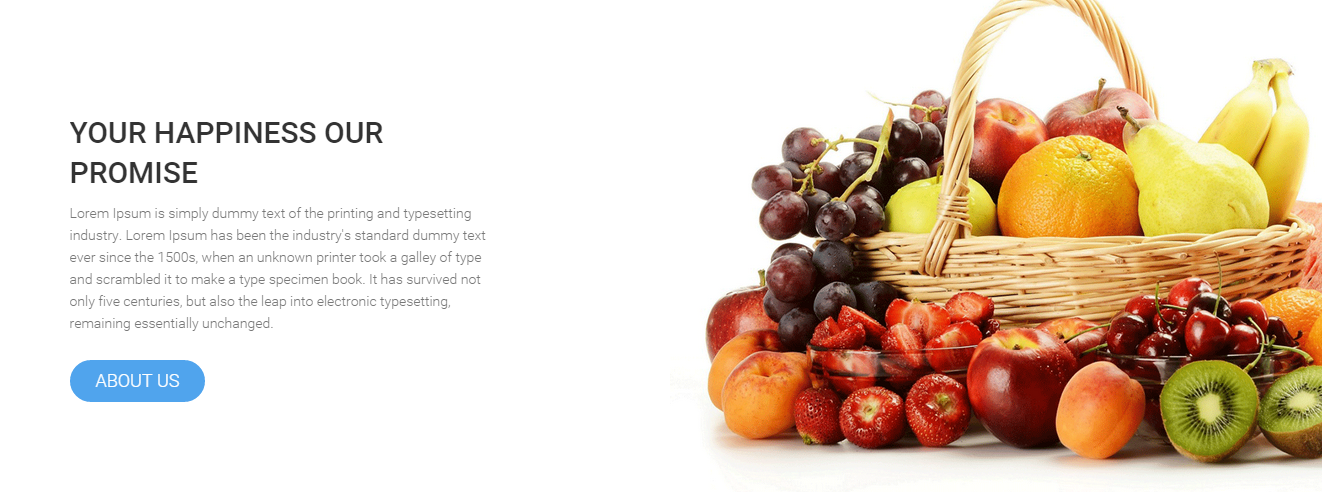 YOUR HAPPINESS OUR
PROMISE
Lorem Ipsum is simply dummy text of the printing and typesetting
industry. Lorem Ipsum has been the industry's standard dummy text
ever since the 1500s, when an unknown printer took a galley of type
and scrambled it to make a type specimen book. It has survived not
only five centuries, but also the leap into electronic typesetting,
remaining essentially unchanged.
ABOUT US